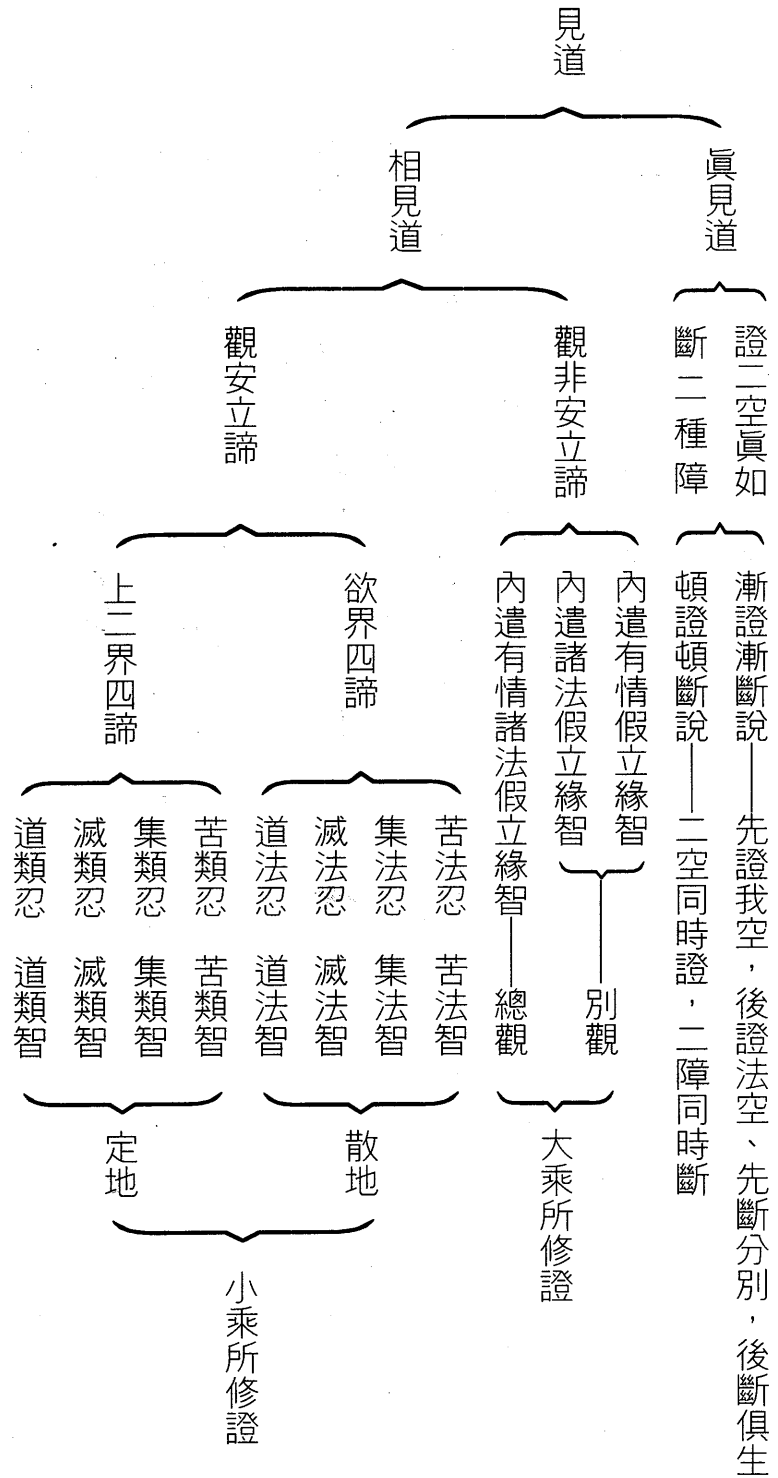 見道
眞見道
證二空眞如
斷二種障
漸證漸斷說——先證我空，後證法空、先斷分別，後斷俱生
頓證頓斷說——二空同時證，二障同時斷
相見道
觀非安立諦
內遣有情假立緣智
內遣諸法假立緣智
別觀
內遣有情諸法假立緣智——總觀
大乘所修證
觀安立諦
欲界四諦
苦法忍 苦法智
集法忍 集法智
滅法忍 滅法智
道法忍 道法智
散地
上二界四諦
苦類忍 苦類智
集類忍 集類智
滅類忍 滅類智
道類忍 道類智
定地
小乘所修證